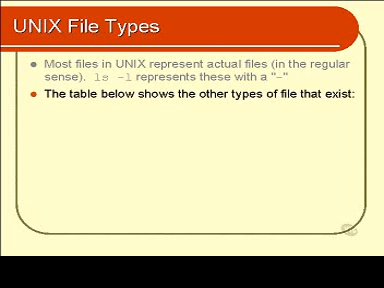 UNIX File Types
Most files in UNIX represent actual files (in the regular
sense). ls -l represents these with a "-"
The table below shows the other types of file that exist: